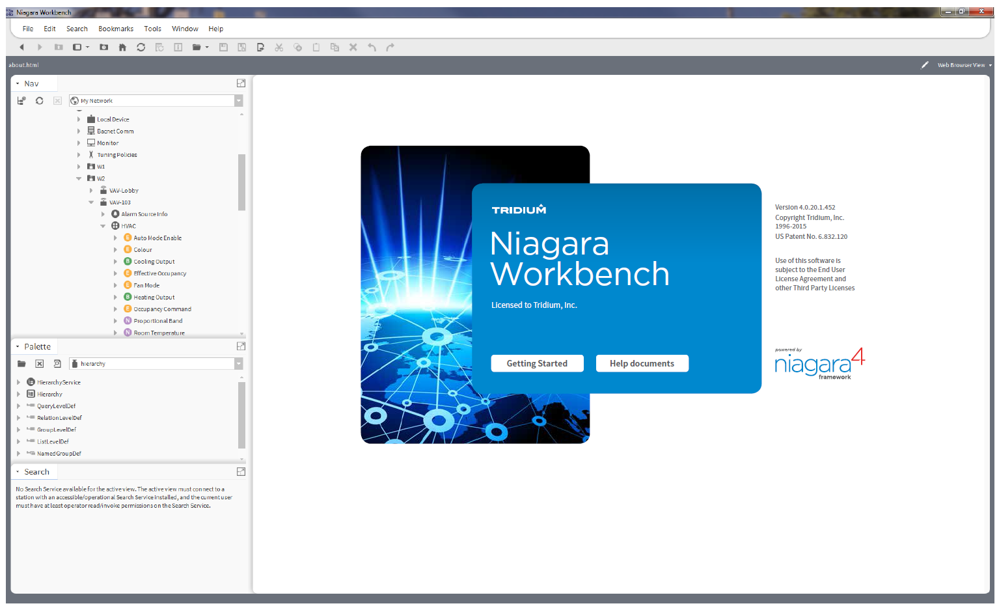 Niagara Workbench
File Edit Search Bookmarks Tools Window Help
about.html
Web Browser View
Nav
My Network
Local Device
Bacnet Comm
Monitor
Tuning Policies
W1
W2
VAV-Lobby
VAV-103
Alarm Source Info
HVAC
E Auto Mode Enable
E Colour
B Cooling Output
E Effective Occupancy
E Fan Mode
B Heating Output
E Occupancy Command
N Proportional Band
N Room Temperature
Palette
hierarchy
HierarchyService
Hierarchy
QueryLevelDef
RelationLevelDef
GroupLevelDef
ListLevelDef
NamedGroupDef
Search
No Search Service available for the active view. The active view must connect to a
station with an accessible/operational Search Service installed, and the current user
must have at least operator read/invoke permissions on the Search Service.
TRIDIUM
Niagara
Workbench
Licensed to Tridium, Inc.
Getting Started
Help documents
Version 4.0.20.1.452
Copyright Tridium, Inc.
1996-2015
US Patent No. 6.832.120
Use of this software is
subject to the End User
License Agreement and
other Third Party Licenses
powered by
niagara4
framework